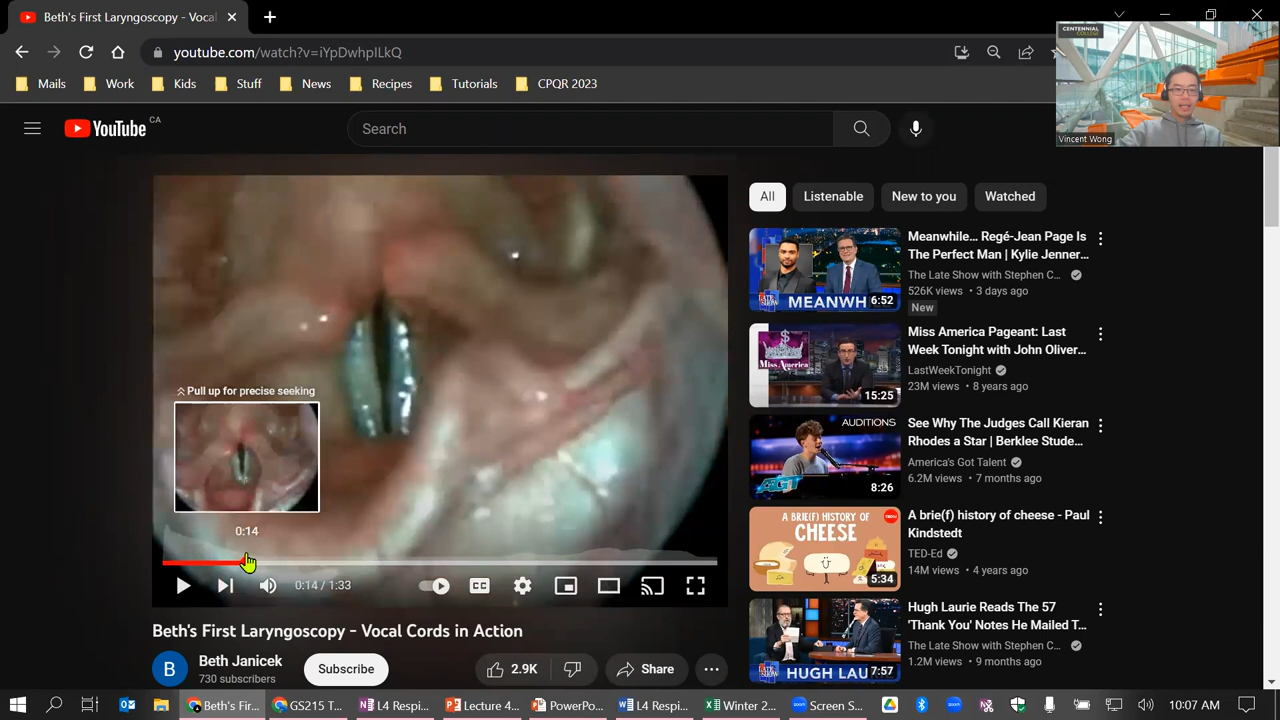 Beth's First Laryngoscopy - Vocal
youtube.com/watch?v=iYpDwhpILkQ
Mails
Work
Kids
Stuff
News
Recipes
Tutor
CPDL 2023
CENTENNIAL
COLLEGE
Vincent Wong
YouTube CA
Search
All
Listenable
New to you
Watched
Pull up for precise seeking
0:14
0:14 / 1:33
CC
Beth's First Laryngoscopy - Vocal Cords in Action
B
Beth Janicek
730 subscribers
Subscribe
2.9K
Share
MEANWH
6:52
Meanwhile... Regé-Jean Page Is
The Perfect Man | Kylie Jenner...
The Late Show with Stephen C...
526K views • 3 days ago
New
MISS
AMERICA
15:25
Miss America Pageant: Last
Week Tonight with John Oliver...
LastWeekTonight
23M views • 8 years ago
AUDITIONS
8:26
See Why The Judges Call Kieran
Rhodes a Star | Berklee Stude...
America's Got Talent
6.2M views • 7 months ago
A BRIE(F) HISTORY OF
CHEESE
5:34
A brie(f) history of cheese - Paul
Kindstedt
TED-Ed
14M views • 4 years ago
HUGH LAU
7:57
Hugh Laurie Reads The 57
'Thank You' Notes He Mailed T...
The Late Show with Stephen C...
1.2M views • 9 months ago
Beth's Fir...
GS215 T...
L4 Respi...
Lecture 4...
L4 Respi...
Winter 2...
Screen S...
10:07 AM